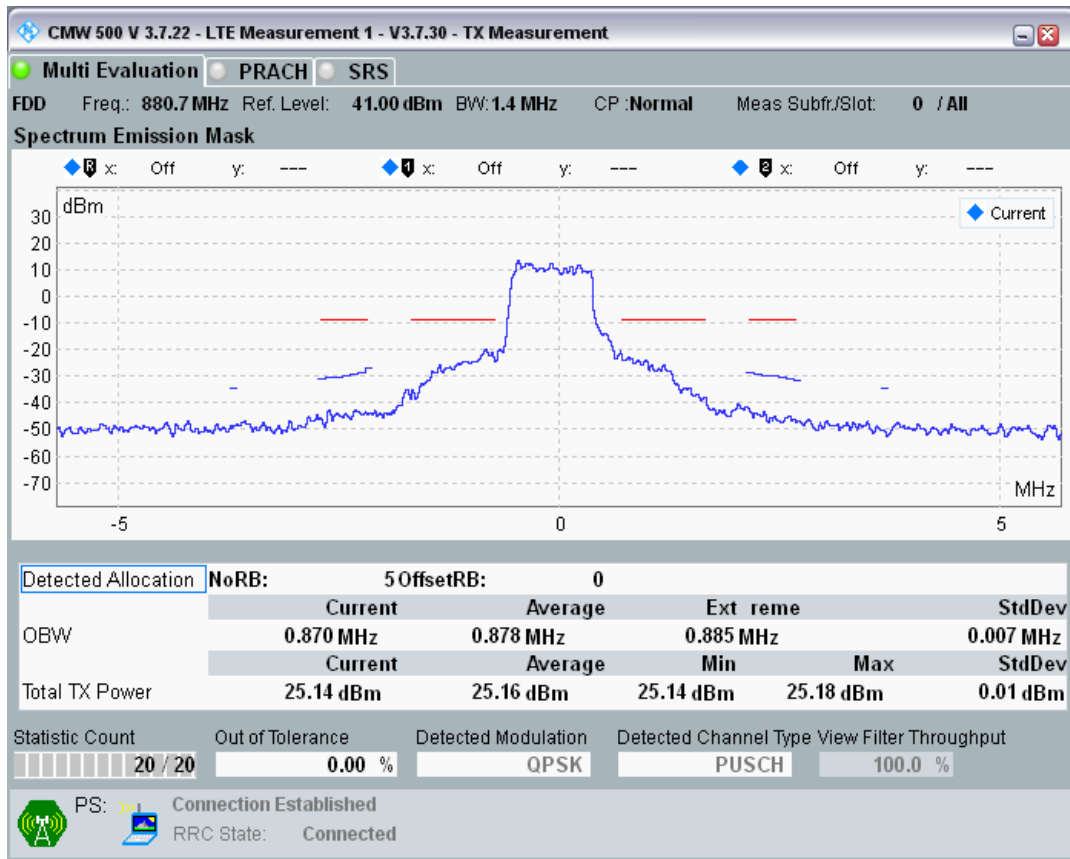 CMW 500 V 3.7.22 - LTE Measurement 1 - V3.7.30 - TX Measurement
Multi Evaluation PRACH SRS
FDD Freq.: 880.7 MHz Ref. Level: 41.00 dBm BW: 1.4 MHz CP :Normal Meas Subfr./Slot: 0 / All
Spectrum Emission Mask
R x: Off y: --- 1 x: Off y: --- 2 x: Off y: ---
dBm
Current
30
20
10
0
-10
-20
-30
-40
-50
-60
-70
MHz
-5 0 5
Detected Allocation NoRB: 5 OffsetRB: 0
Current Average Ext reme StdDev
OBW 0.870 MHz 0.878 MHz 0.885 MHz 0.007 MHz
Current Average Min Max StdDev
Total TX Power 25.14 dBm 25.16 dBm 25.14 dBm 25.18 dBm 0.01 dBm
Statistic Count Out of Tolerance Detected Modulation Detected Channel Type View Filter Throughput
20 / 20 0.00 % QPSK PUSCH 100.0 %
PS: Connection Established
RRC State: Connected